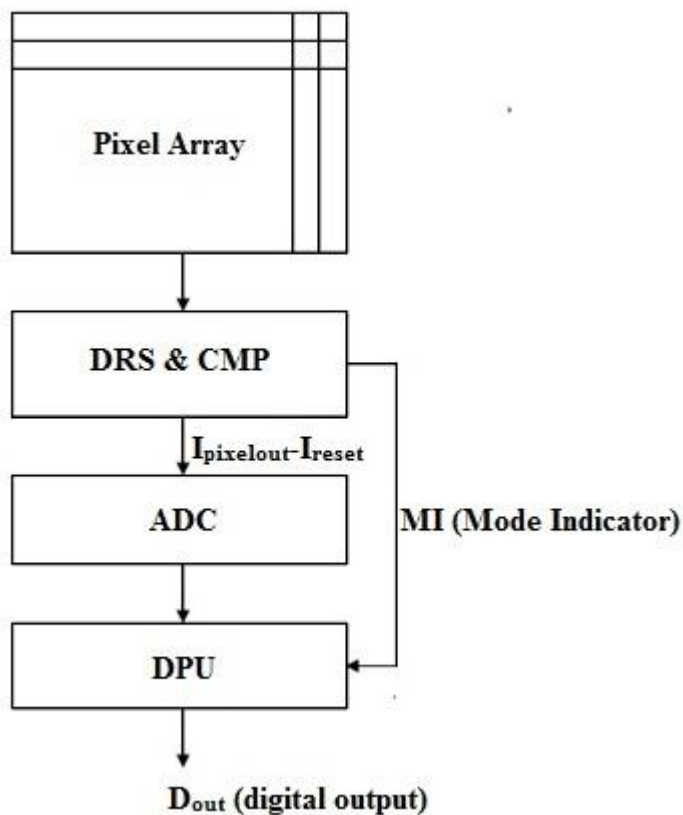 Pixel Array
DRS & CMP
Ipixelout-Ireset
ADC
MI (Mode Indicator)
DPU
Dout (digital output)